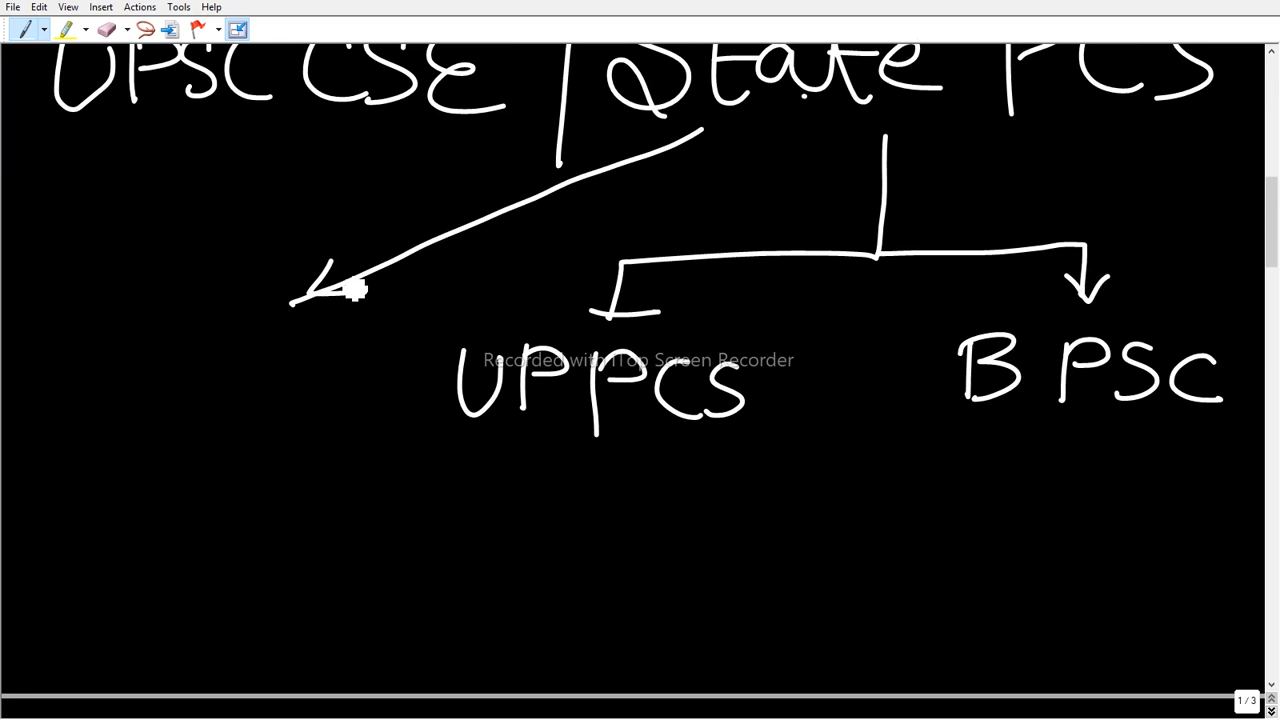 File Edit View Insert Actions Tools Help
UPSC CSE | State PCS
Recorded with iTop Screen Recorder
UPPCS BPSC
1 / 3